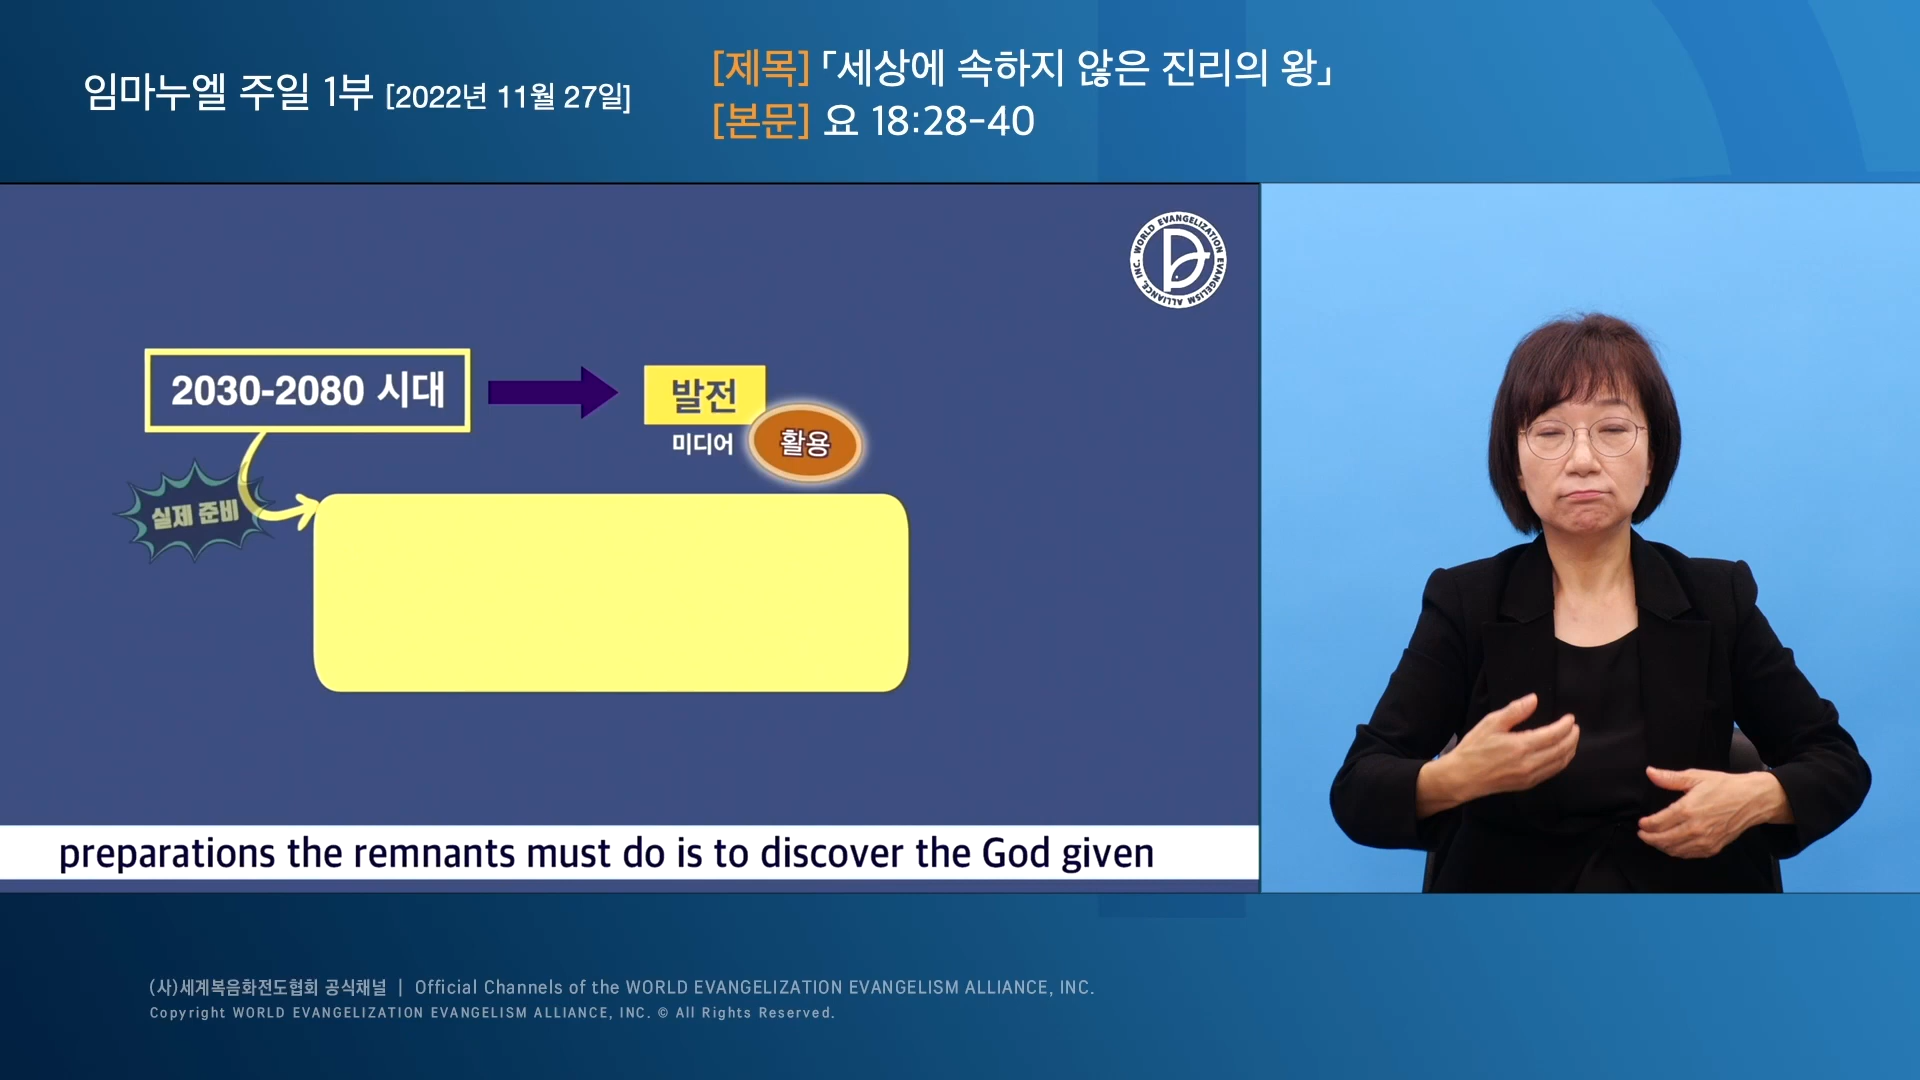 임마누엘 주일 1부 [2022년 11월 27일]
[제목] 「세상에 속하지 않은 진리의 왕」
[본문] 요 18:28-40
WORLD EVANGELIZATION EVANGELISM ALLIANCE, INC.
2030-2080 시대
발전
미디어
활용
실제 준비
preparations the remnants must do is to discover the God given
(사)세계복음화전도협회 공식채널 | Official Channels of the WORLD EVANGELIZATION EVANGELISM ALLIANCE, INC.
Copyright WORLD EVANGELIZATION EVANGELISM ALLIANCE, INC. © All Rights Reserved.